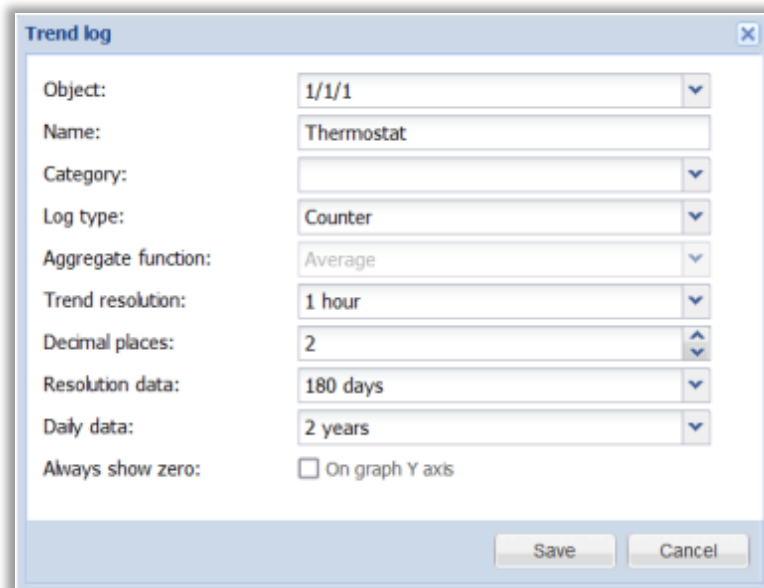 Trend log
Object: 1/1/1
Name: Thermostat
Category:
Log type: Counter
Aggregate function: Average
Trend resolution: 1 hour
Decimal places: 2
Resolution data: 180 days
Daily data: 2 years
Always show zero: On graph Y axis
Save Cancel